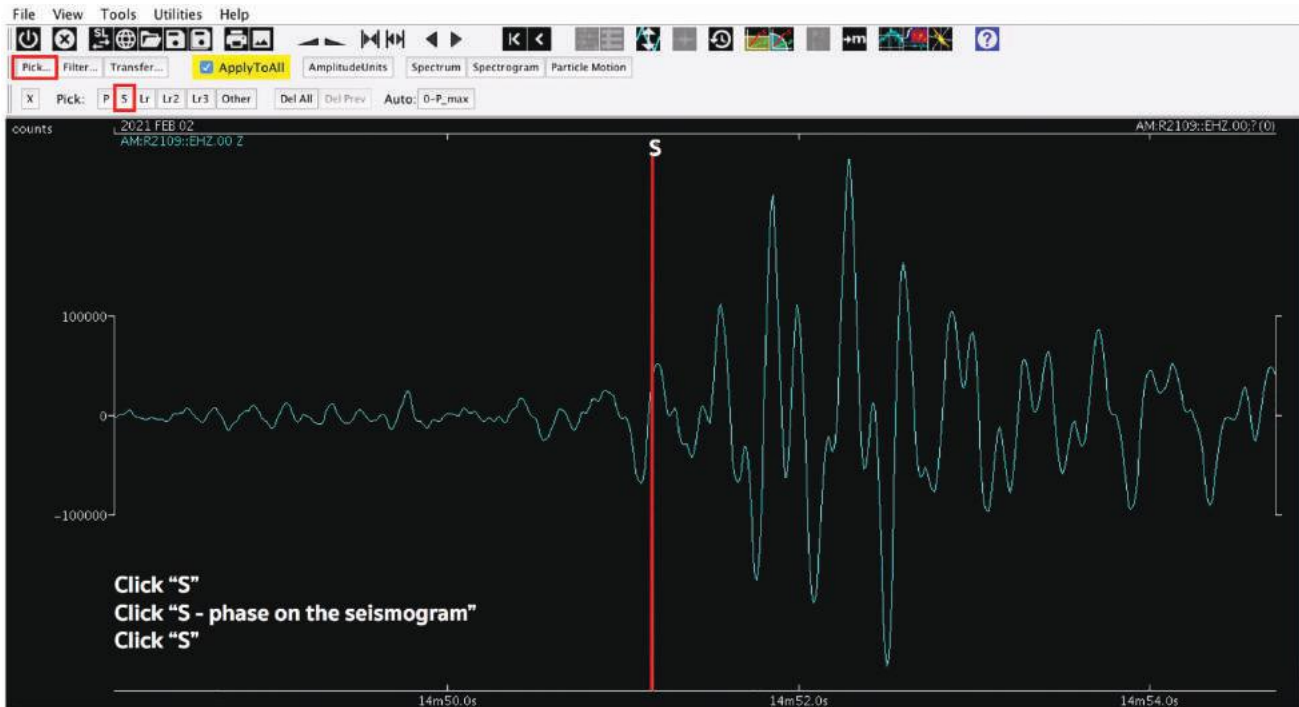 File View Tools Utilities Help
SL +m ?
Pick... Filter... Transfer... ApplyToAll AmplitudeUnits Spectrum Spectrogram Particle Motion
X Pick: P S Lr Lr2 Lr3 Other Del All Del Prev Auto: 0-P_max
counts 2021 FEB 02 AM:R2109::EHZ.00;?(0)
AM:R2109::EHZ.00 Z
S
100000
0
-100000
Click “S”
Click “S - phase on the seismogram”
Click “S”
14m50.0s 14m52.0s 14m54.0s